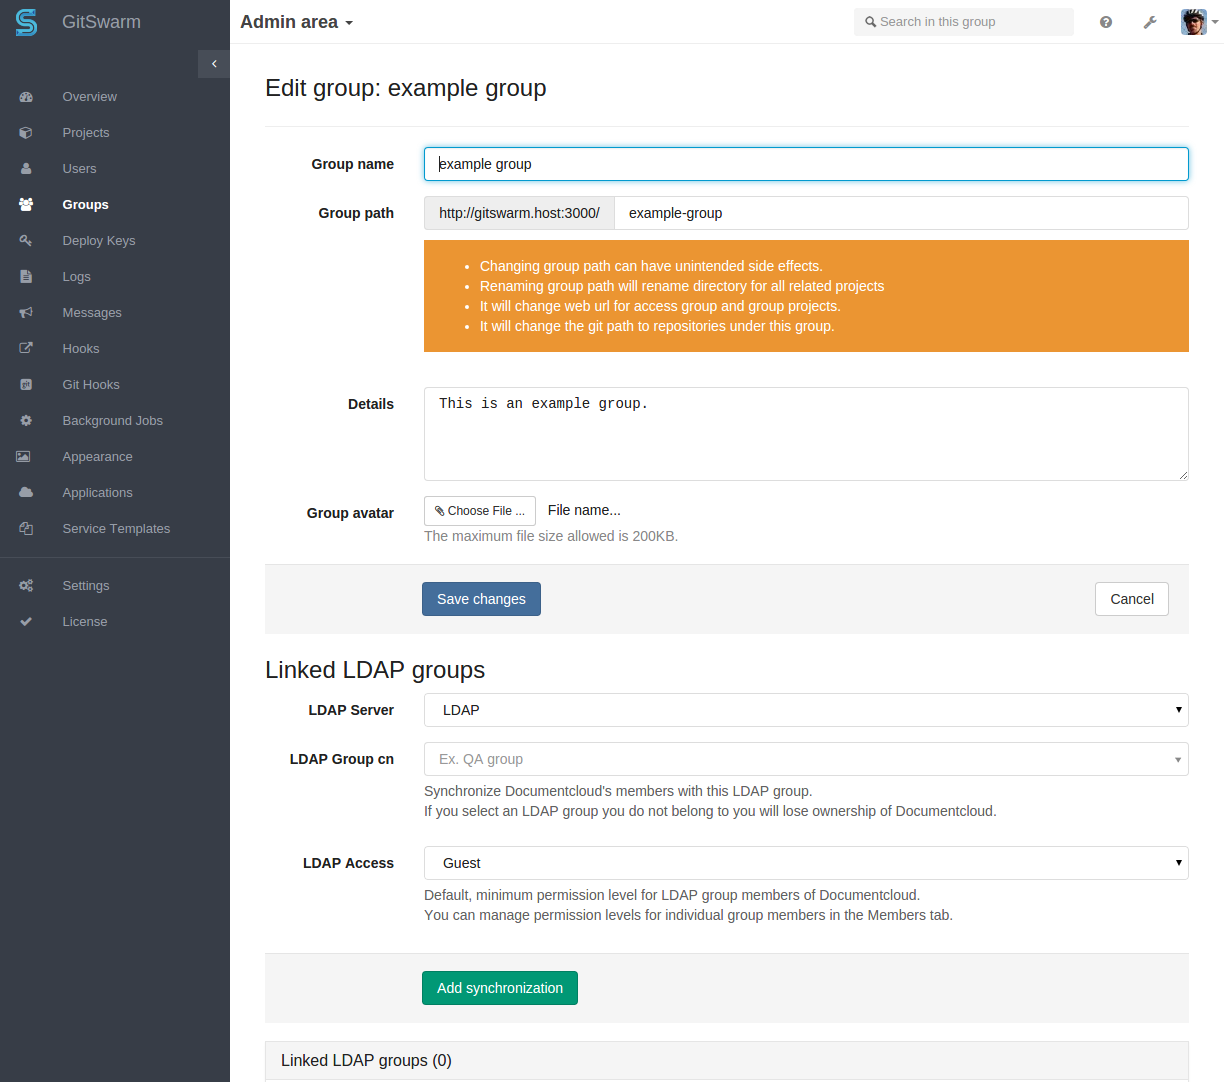 GitSwarm
Admin area
Search in this group
Overview
Projects
Users
Groups
Deploy Keys
Logs
Messages
Hooks
Git Hooks
Background Jobs
Appearance
Applications
Service Templates
Settings
License
Edit group: example group
Group name
example group
Group path
http://gitswarm.host:3000/
example-group
Changing group path can have unintended side effects.
Renaming group path will rename directory for all related projects
It will change web url for access group and group projects.
It will change the git path to repositories under this group.
Details
This is an example group.
Group avatar
Choose File ...
File name...
The maximum file size allowed is 200KB.
Save changes
Cancel
Linked LDAP groups
LDAP Server
LDAP
LDAP Group cn
Ex. QA group
Synchronize Documentcloud's members with this LDAP group.
If you select an LDAP group you do not belong to you will lose ownership of Documentcloud.
LDAP Access
Guest
Default, minimum permission level for LDAP group members of Documentcloud.
You can manage permission levels for individual group members in the Members tab.
Add synchronization
Linked LDAP groups (0)